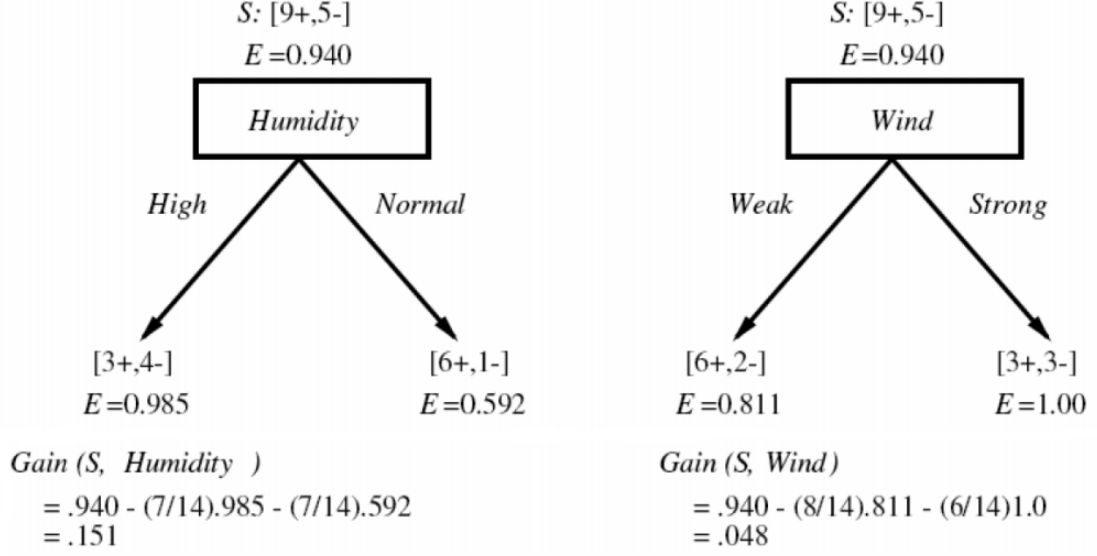 S: [9+,5-]
E =0.940
Humidity
High Normal
[3+,4-] [6+,1-]
E =0.985 E =0.592
Gain (S, Humidity )
= .940 - (7/14).985 - (7/14).592
= .151
S: [9+,5-]
E =0.940
Wind
Weak Strong
[6+,2-] [3+,3-]
E =0.811 E =1.00
Gain (S, Wind)
= .940 - (8/14).811 - (6/14)1.0
= .048